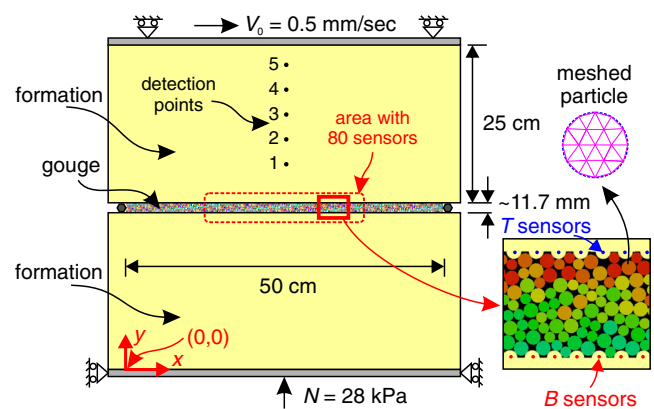 V₀ = 0.5 mm/sec
5
4
3
2
1
detection
points
formation
area with
80 sensors
25 cm
meshed
particle
gouge
~11.7 mm
T sensors
50 cm
formation
y
(0,0)
x
N = 28 kPa
B sensors